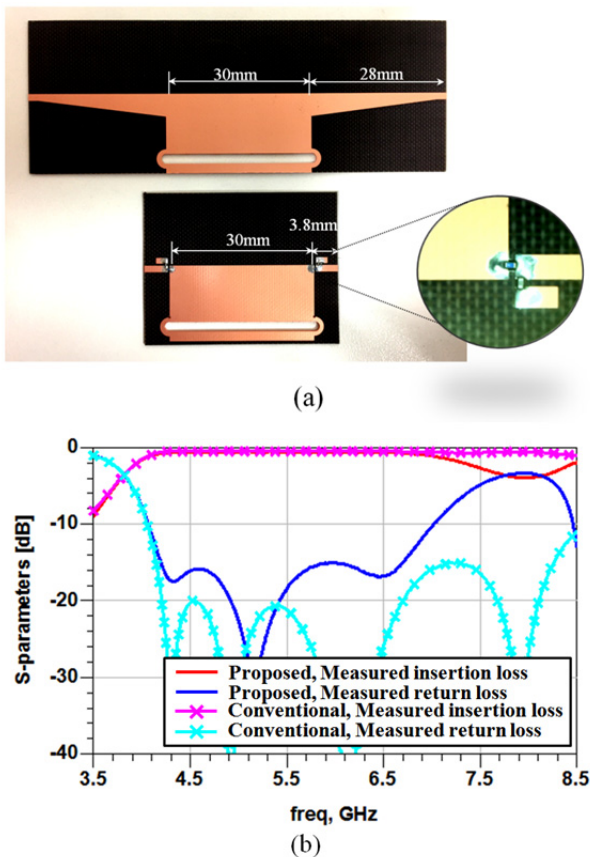 30mm
28mm
30mm
3.8mm
(a)
S-parameters [dB]
0
-10
-20
-30
-40
Proposed, Measured insertion loss
Proposed, Measured return loss
Conventional, Measured insertion loss
Conventional, Measured return loss
3.5
4.5
5.5
6.5
7.5
8.5
freq, GHz
(b)